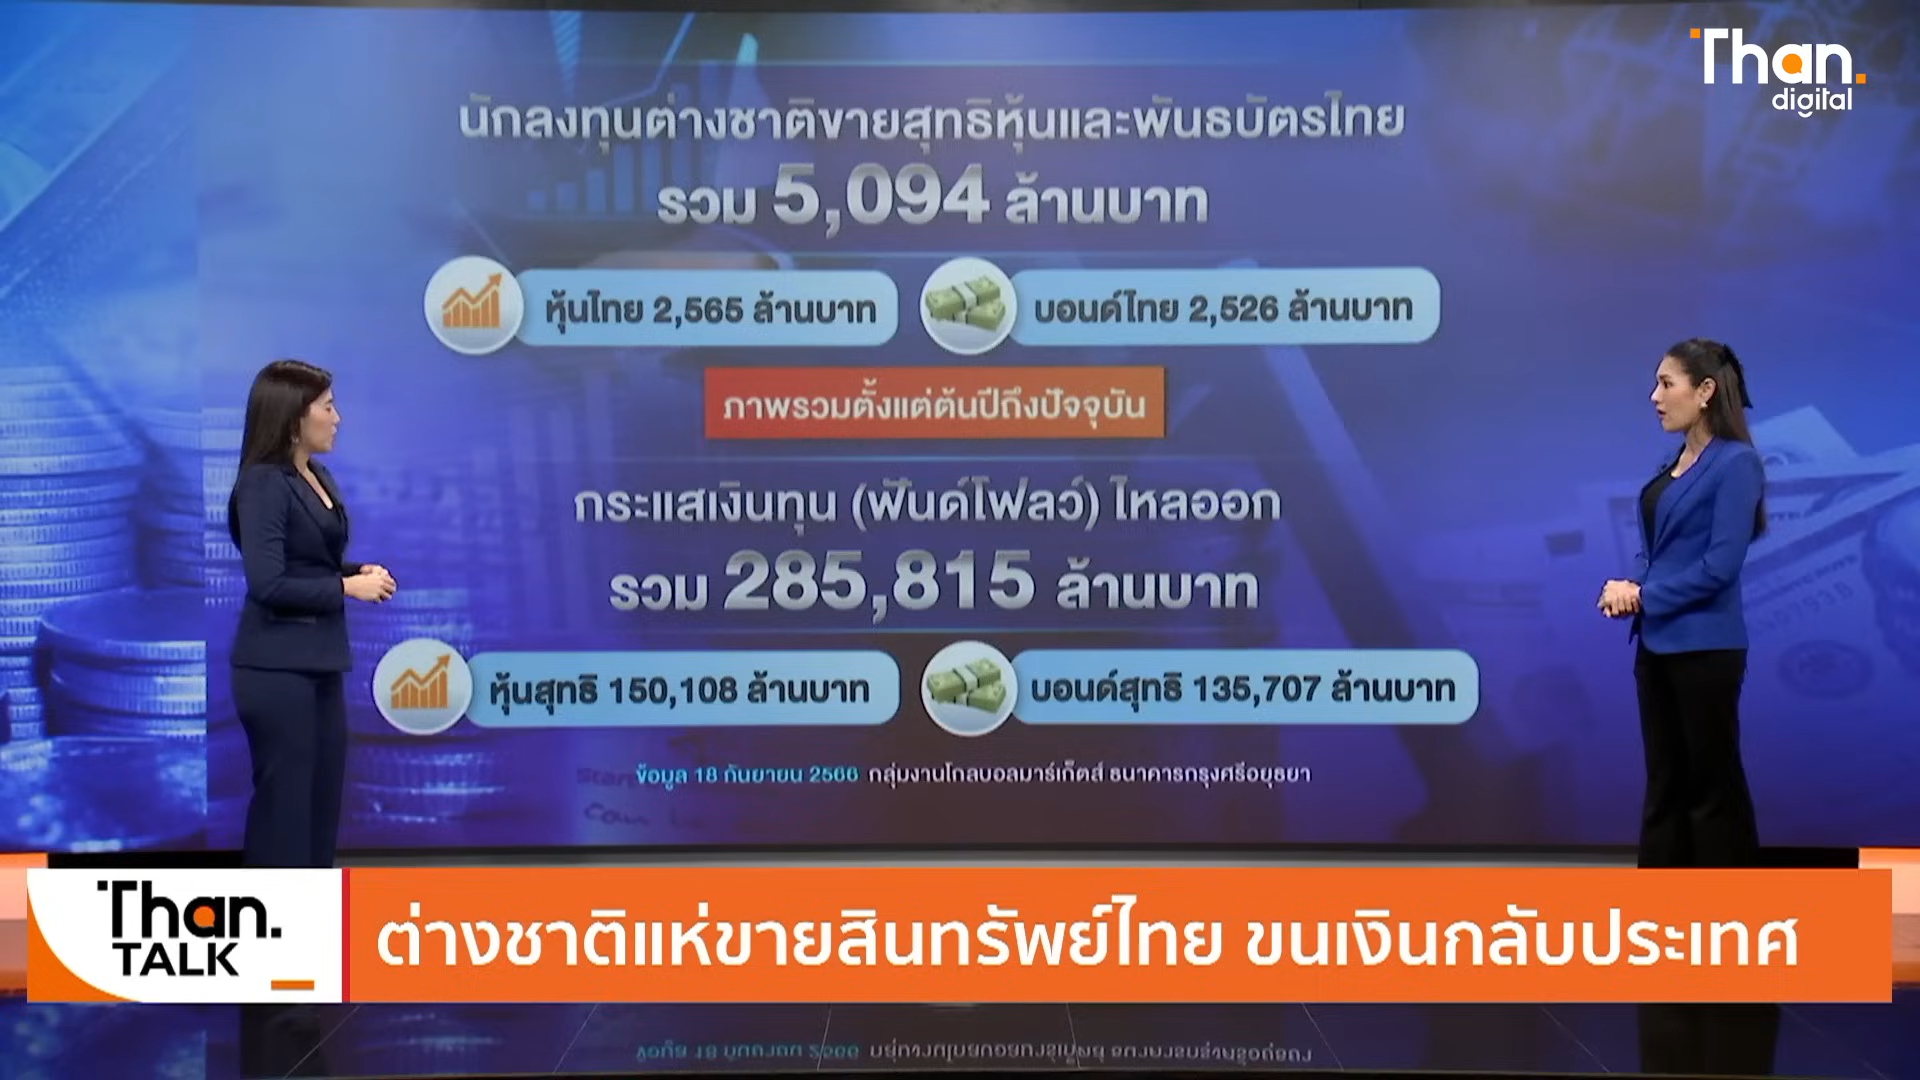 Than.
digital
นักลงทุนต่างชาติขายสุทธิหุ้นและพันธบัตรไทย
รวม 5,094 ล้านบาท
หุ้นไทย 2,565 ล้านบาท
บอนด์ไทย 2,526 ล้านบาท
ภาพรวมตั้งแต่ต้นปีถึงปัจจุบัน
กระแสเงินทุน (ฟันด์โฟลว์) ไหลออก
รวม 285,815 ล้านบาท
หุ้นสุทธิ 150,108 ล้านบาท
บอนด์สุทธิ 135,707 ล้านบาท
ข้อมูล 18 กันยายน 2566 กลุ่มงานโกลบอลมาร์เก็ตส์ ธนาคารกรุงศรีอยุธยา
Than.
TALK
ต่างชาติแห่ขายสินทรัพย์ไทย ขนเงินกลับประเทศ